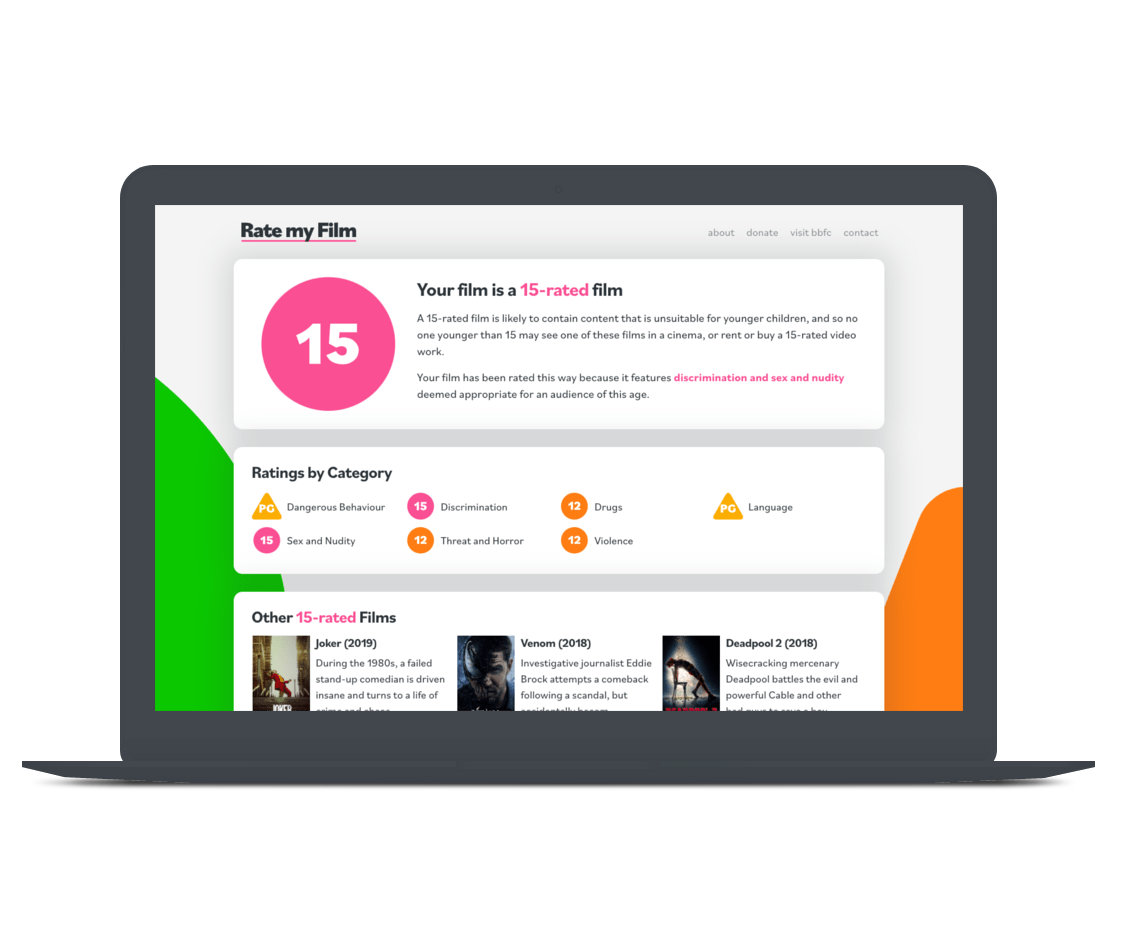 Rate my Film
about donate visit bbfc contact
15
Your film is a 15-rated film
A 15-rated film is likely to contain content that is unsuitable for younger children, and so no
one younger than 15 may see one of these films in a cinema, or rent or buy a 15-rated video
work.
Your film has been rated this way because it features discrimination and sex and nudity
deemed appropriate for an audience of this age.
Ratings by Category
PG Dangerous Behaviour
15 Discrimination
12 Drugs
PG Language
15 Sex and Nudity
12 Threat and Horror
12 Violence
Other 15-rated Films
Joker (2019)
During the 1980s, a failed
stand-up comedian is driven
insane and turns to a life of
JOKER
Venom (2018)
Investigative journalist Eddie
Brock attempts a comeback
following a scandal, but
Deadpool 2 (2018)
Wisecracking mercenary
Deadpool battles the evil and
powerful Cable and other